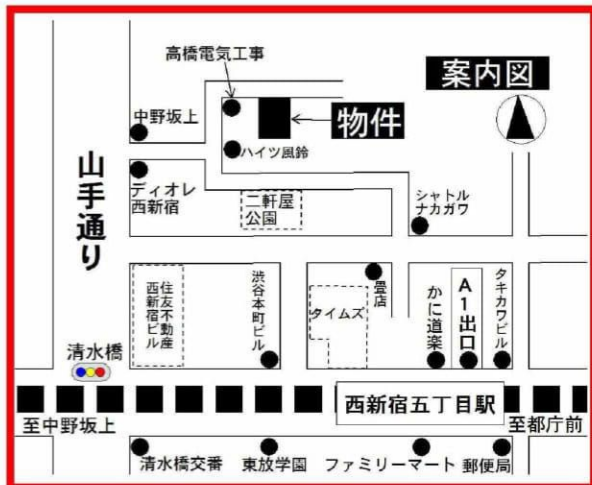 高橋電気工事
案内図
中野坂上
物件
ハイツ風鈴
山手通り
ディオレ
西新宿
二軒屋
公園
シャトル
ナカガワ
住友不動産
西新宿ビル
渋谷本町ビル
タイムズ
畳店
かに道楽
A1出口
タキカワビル
清水橋
西新宿五丁目駅
至中野坂上
至都庁前
清水橋交番
東放学園
ファミリーマート
郵便局